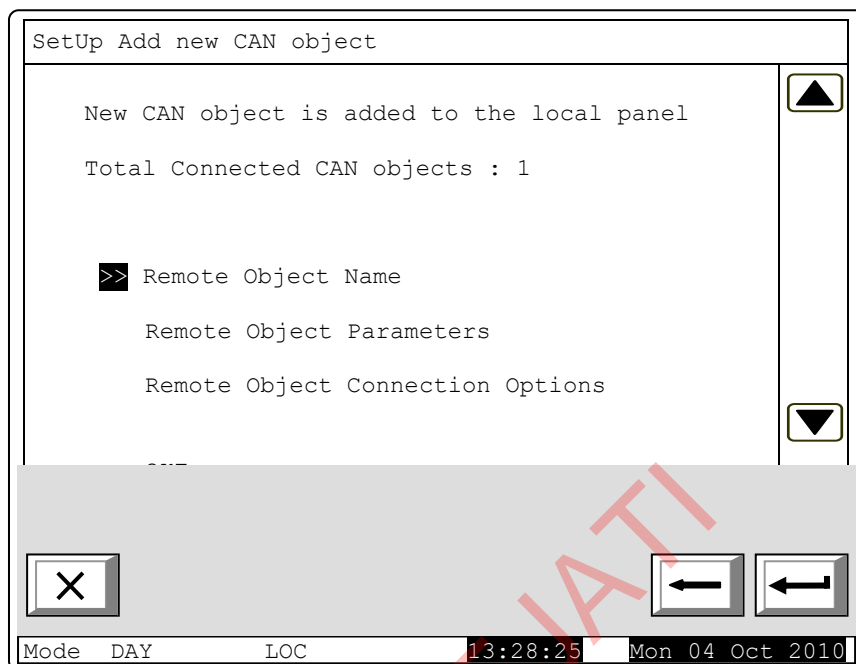 SetUp Add new CAN object
New CAN object is added to the local panel
Total Connected CAN objects : 1
>> Remote Object Name
Remote Object Parameters
Remote Object Connection Options
Mode DAY LOC 13:28:25 Mon 04 Oct 2010